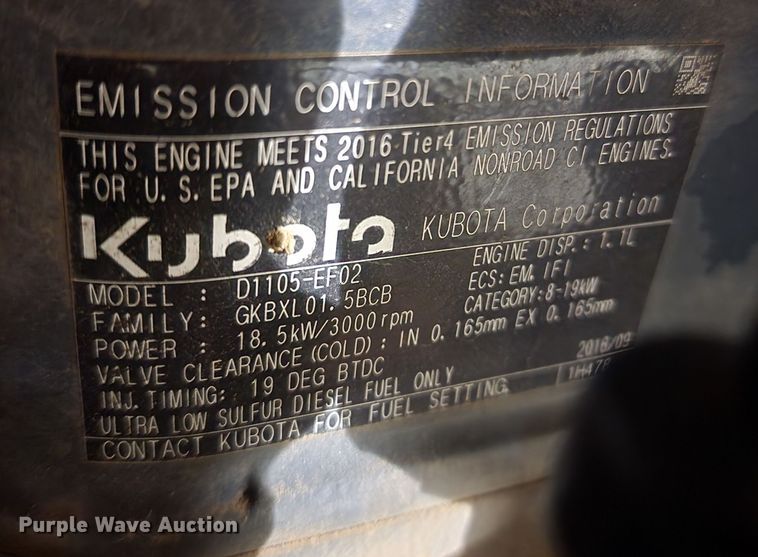 EMISSION CONTROL INFORMATION
THIS ENGINE MEETS 2016 Tier4 EMISSION REGULATIONS
FOR U.S. EPA AND CALIFORNIA NONROAD CI ENGINES.
Kubota KUBOTA Corporation
MODEL : D1105-EF02 ENGINE DISP.: 1.1L
FAMILY: GKBXL01.5BCB ECS: EM, IFI
POWER : 18.5kW/3000rpm CATEGORY:8-19kW
VALVE CLEARANCE (COLD) : IN 0.165mm EX 0.165mm
INJ. TIMING: 19 DEG BTDC 2016/09
ULTRA LOW SULFUR DIESEL FUEL ONLY
CONTACT KUBOTA FOR FUEL SETTING.
Purple Wave Auction